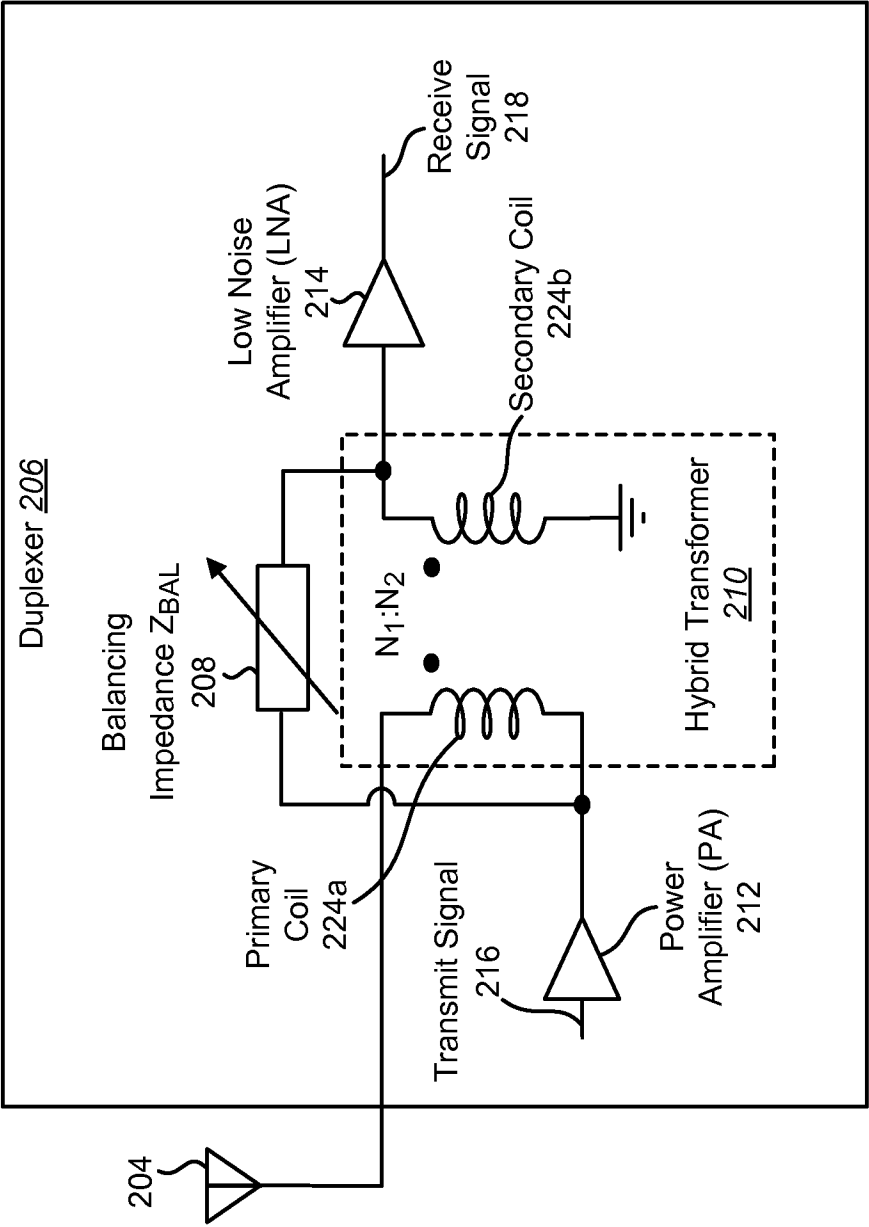 Duplexer 206
Balancing
Impedance ZBAL
208
Low Noise
Amplifier (LNA)
214
Receive
Signal
218
Primary
Coil
224a
N1:N2
Secondary Coil
224b
Transmit Signal
216
Power
Amplifier (PA)
212
Hybrid Transformer
210
204